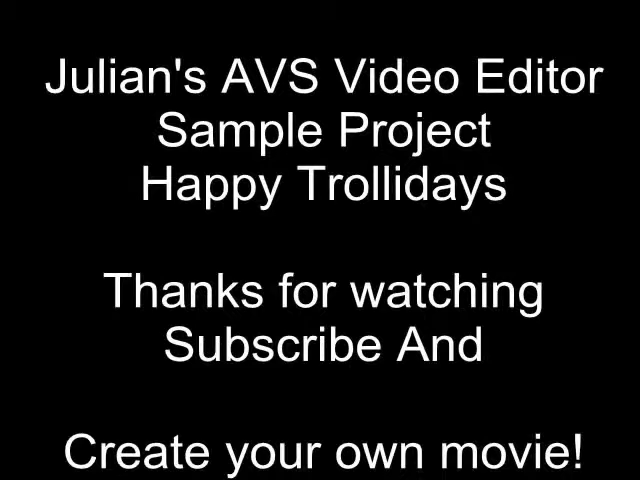 Julian's AVS Video Editor
Sample Project
Happy Trollidays
Thanks for watching
Subscribe And
Create your own movie!